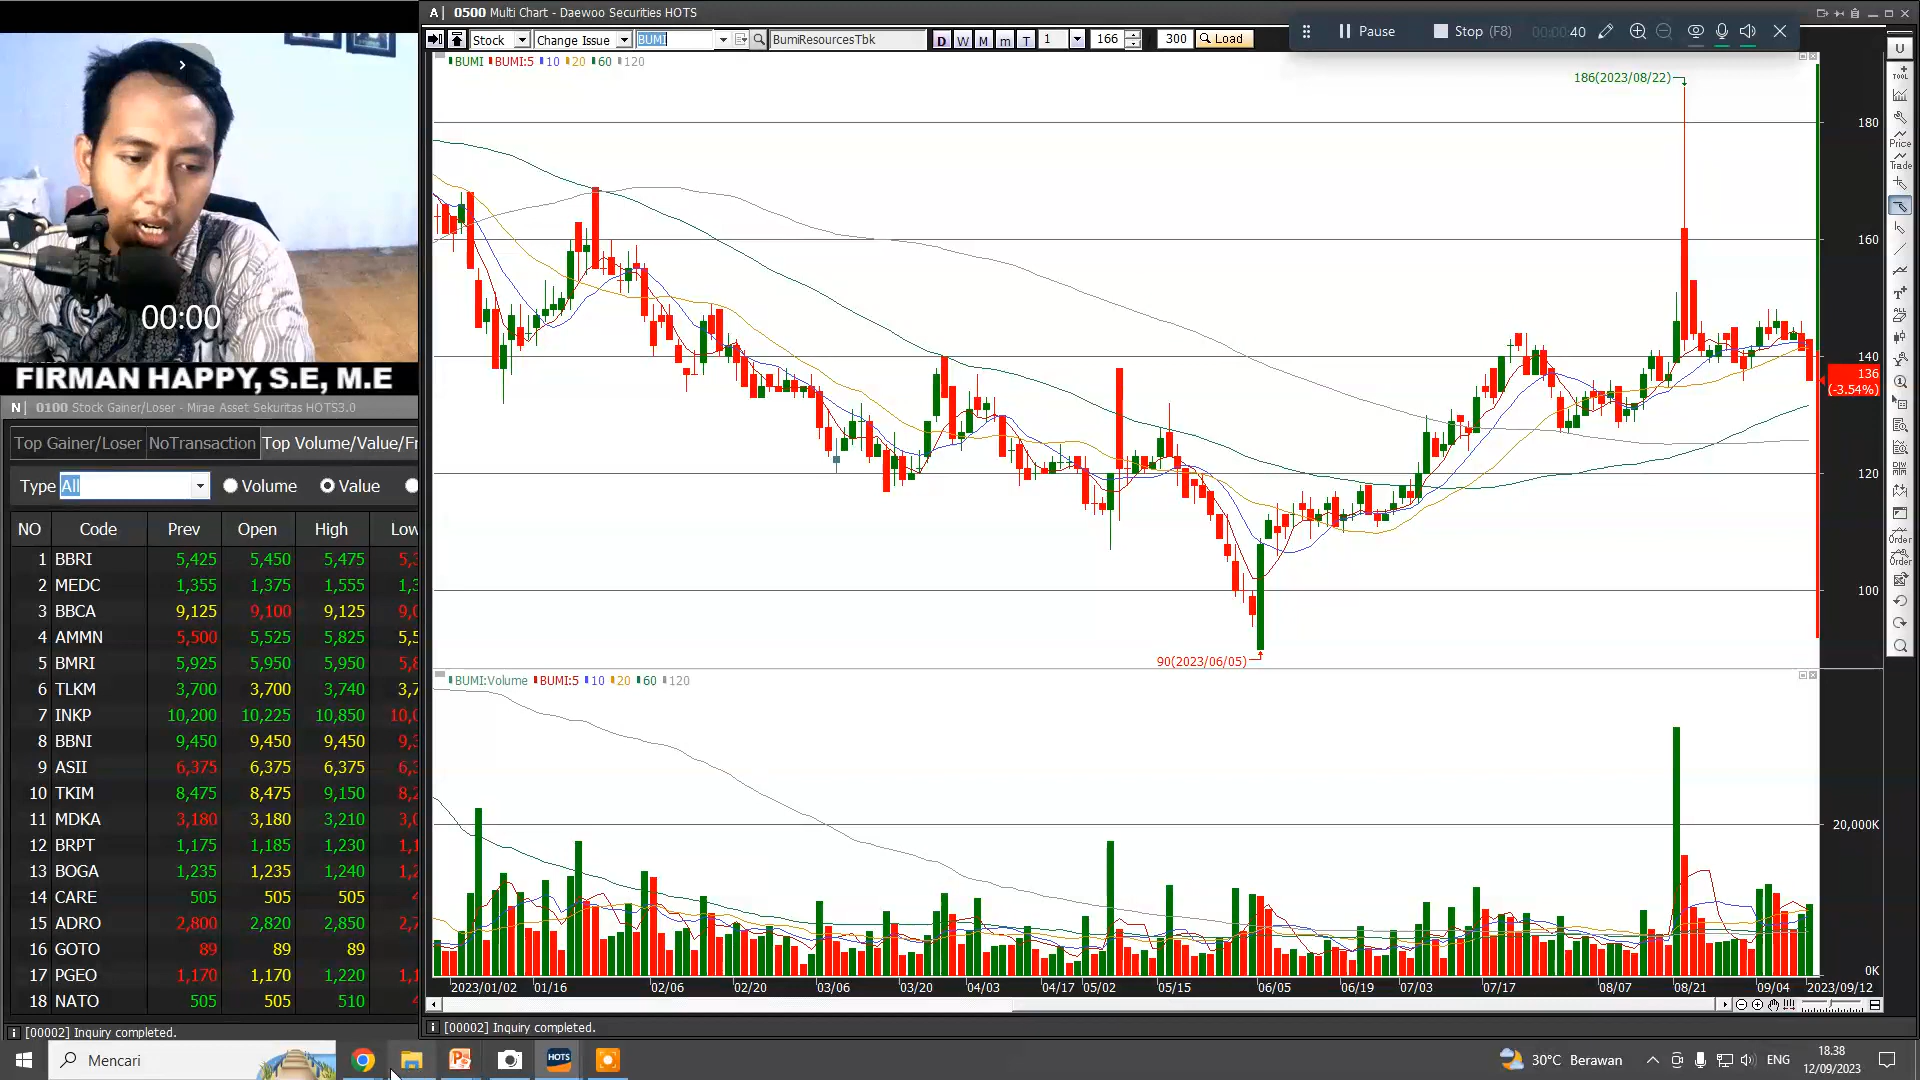 0500 Multi Chart - Daewoo Securities HOTS
Stock Change Issue BUMI BumiResourcesTbk D W M m T 1 166 300 Load
Pause Stop (F8) 00:00:40
BUMI BUMI:5 10 20 60 120
186(2023/08/22)
180
160
140
136
(-3.54%)
120
100
90(2023/06/05)
BUMI:Volume BUMI:5 10 20 60 120
20,000K
0K
2023/01/02 01/16 02/06 02/20 03/06 03/20 04/03 04/17 05/02 05/15 06/05 06/19 07/03 07/17 08/07 08/21 09/04 2023/09/12
[00002] Inquiry completed.
U
TOOL
Price
Trade
ALL
DIW
Order
Order
00:00
FIRMAN HAPPY, S.E, M.E
N 0100 Stock Gainer/Loser - Mirae Asset Sekuritas HOTS3.0
Top Gainer/Loser NoTransaction Top Volume/Value/Fr
Type All Volume Value
NO Code Prev Open High Low
1 BBRI 5,425 5,450 5,475
2 MEDC 1,355 1,375 1,555
3 BBCA 9,125 9,100 9,125
4 AMMN 5,500 5,525 5,825
5 BMRI 5,925 5,950 5,950
6 TLKM 3,700 3,700 3,740
7 INKP 10,200 10,225 10,850
8 BBNI 9,450 9,450 9,450
9 ASII 6,375 6,375 6,375
10 TKIM 8,475 8,475 9,150
11 MDKA 3,180 3,180 3,210
12 BRPT 1,175 1,185 1,230
13 BOGA 1,235 1,235 1,240
14 CARE 505 505 505
15 ADRO 2,800 2,820 2,850
16 GOTO 89 89 89
17 PGEO 1,170 1,170 1,220
18 NATO 505 505 510
[00002] Inquiry completed.
Mencari
HOTS
30°C Berawan
ENG
18.38
12/09/2023